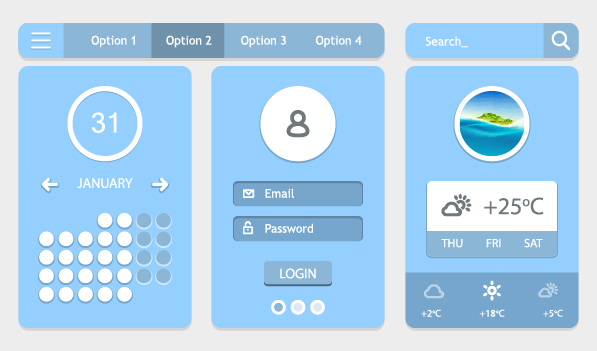 Option 1
Option 2
Option 3
Option 4
Search_
31
JANUARY
Email
Password
LOGIN
+25°C
THU FRI SAT
+2°C +18°C +5°C